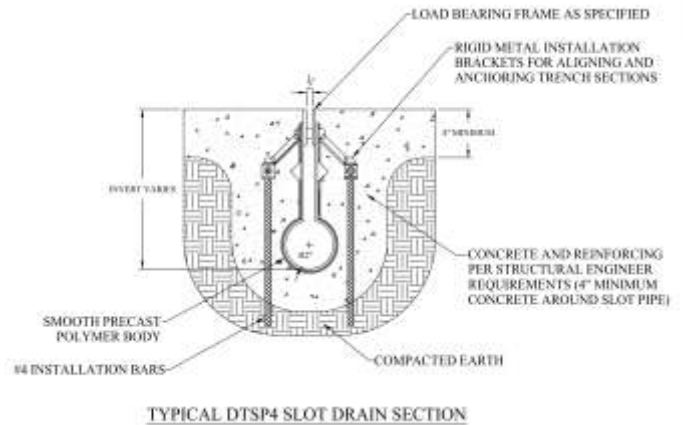 LOAD BEARING FRAME AS SPECIFIED
RIGID METAL INSTALLATION
BRACKETS FOR ALIGNING AND
ANCHORING TRENCH SECTIONS
4" MINIMUM
INVERT VARIES
CONCRETE AND REINFORCING
PER STRUCTURAL ENGINEER
REQUIREMENTS (4" MINIMUM
CONCRETE AROUND SLOT PIPE)
SMOOTH PRECAST
POLYMER BODY
#4 INSTALLATION BARS
COMPACTED EARTH
TYPICAL DTSP4 SLOT DRAIN SECTION